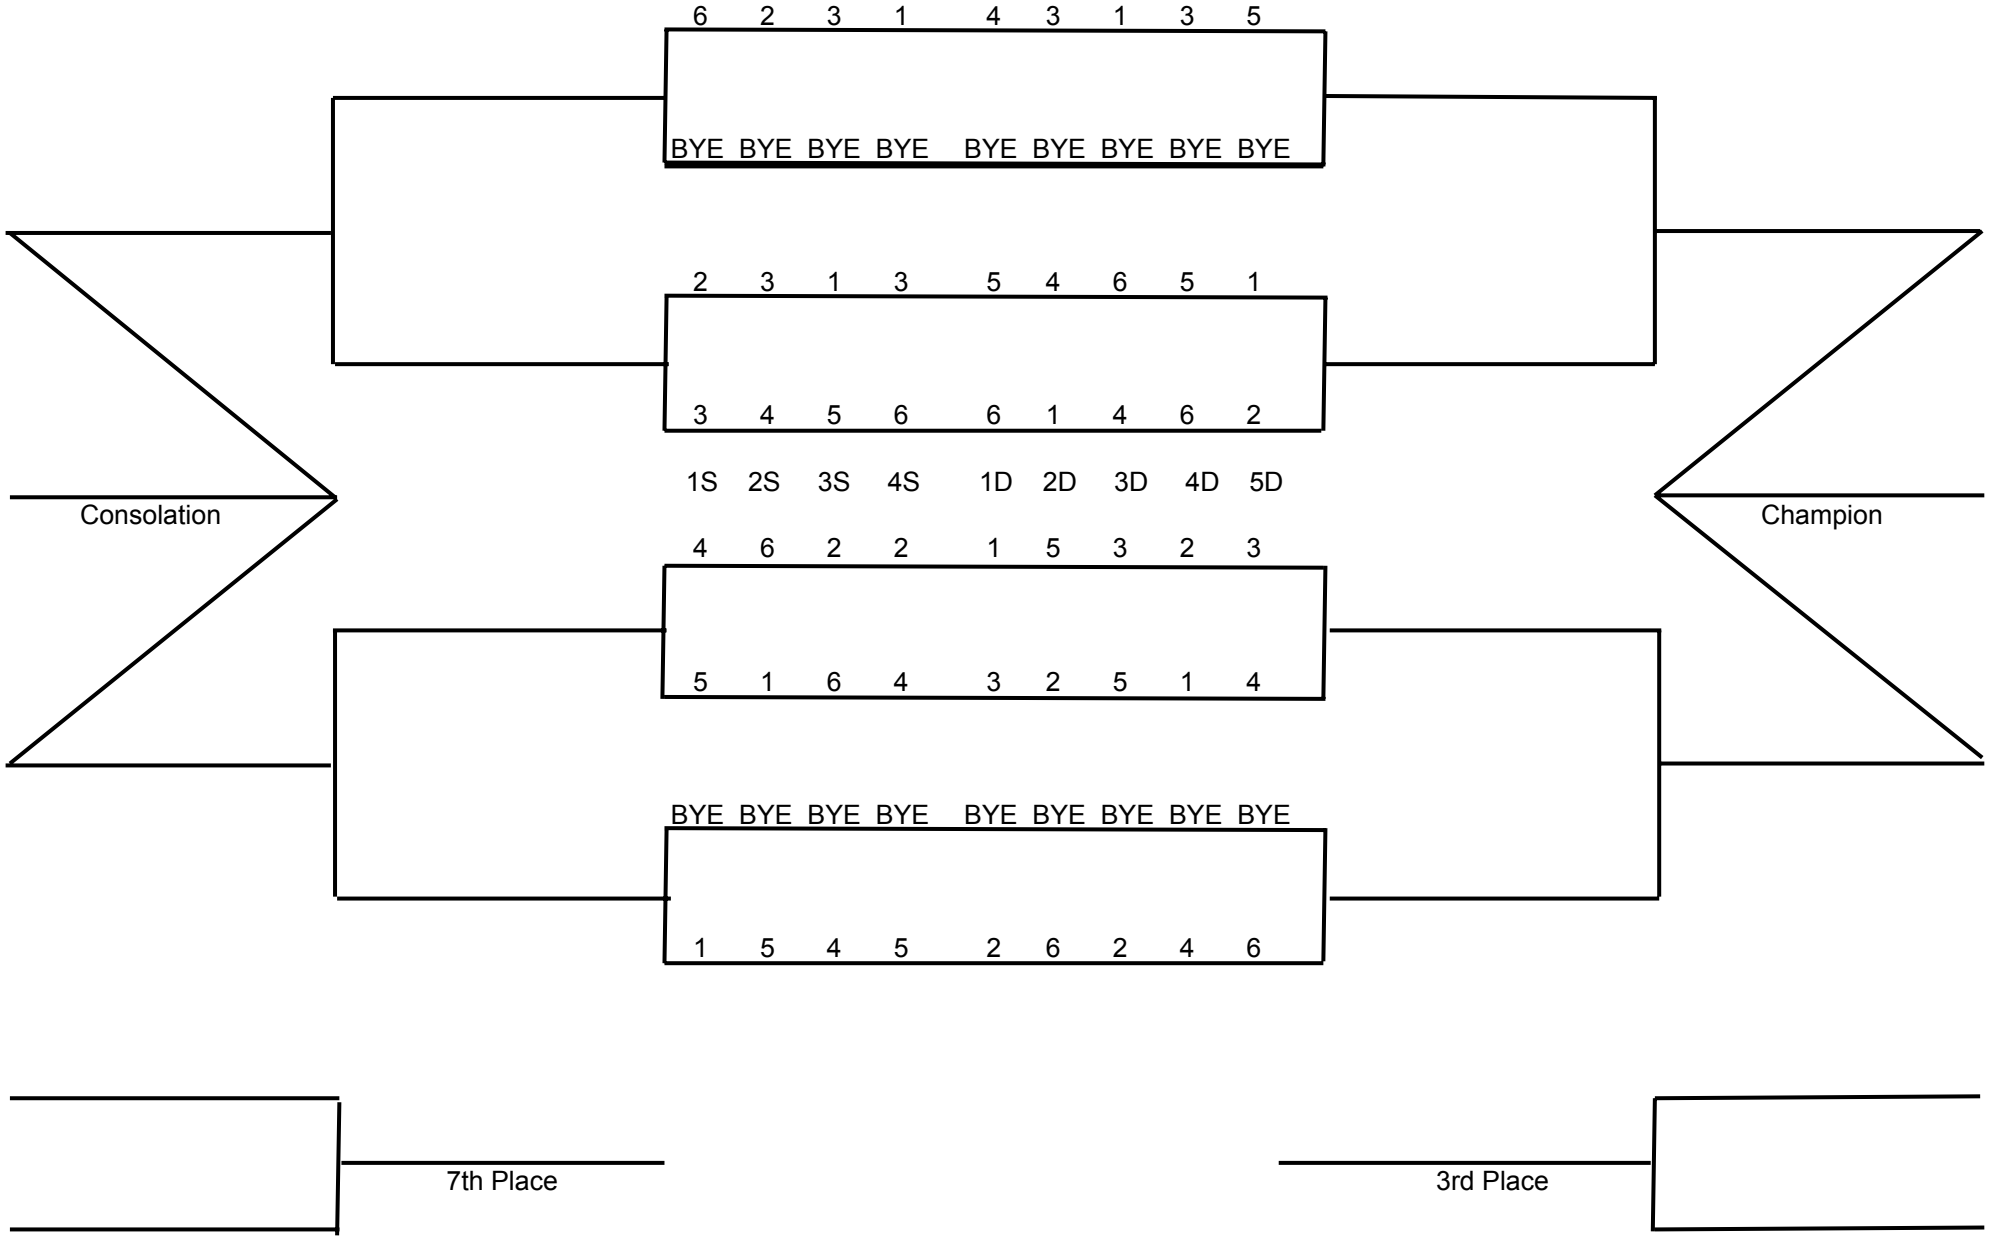 6 2 3 1 4 3 1 3 5
BYE BYE BYE BYE BYE BYE BYE BYE BYE
2 3 1 3 5 4 6 5 1
3 4 5 6 6 1 4 6 2
1S 2S 3S 4S 1D 2D 3D 4D 5D
Consolation
Champion
4 6 2 2 1 5 3 2 3
5 1 6 4 3 2 5 1 4
BYE BYE BYE BYE BYE BYE BYE BYE BYE
1 5 4 5 2 6 2 4 6
7th Place
3rd Place